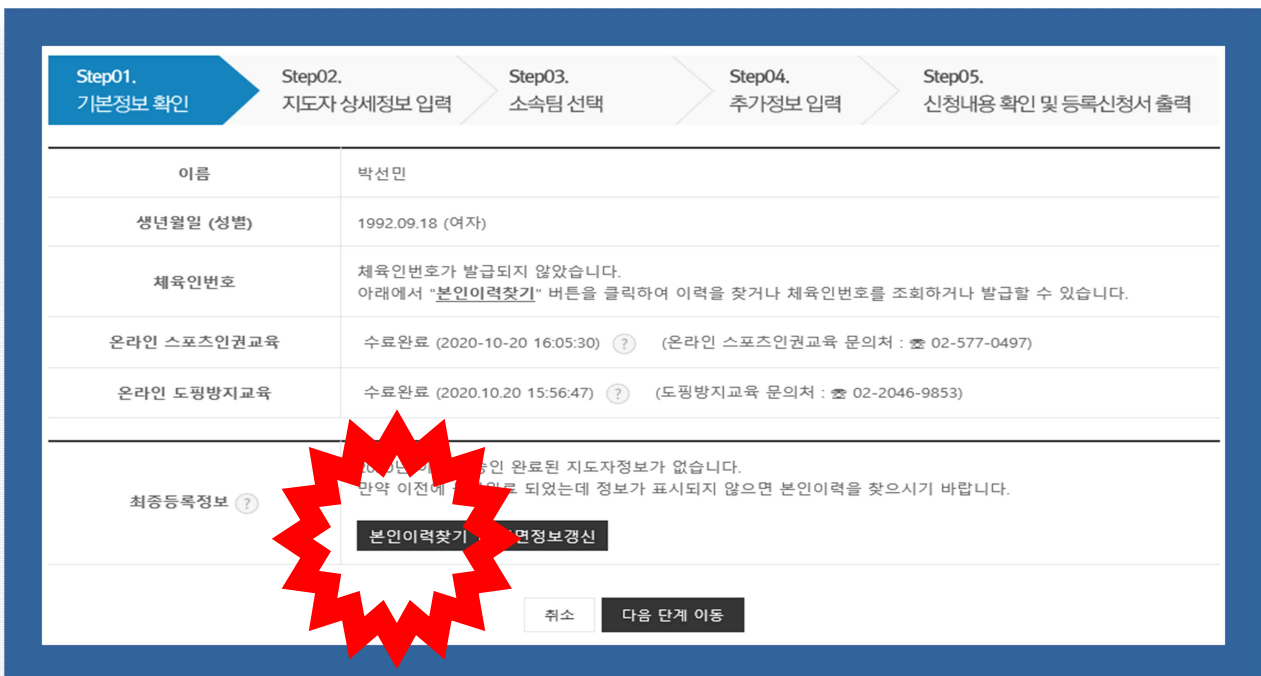 Step01.
기본정보 확인
Step02.
지도자 상세정보 입력
Step03.
소속팀 선택
Step04.
추가정보 입력
Step05.
신청내용 확인 및 등록신청서 출력
이름
박선민
생년월일 (성별)
1992.09.18 (여자)
체육인번호
체육인번호가 발급되지 않았습니다.
아래에서 "본인이력찾기" 버튼을 클릭하여 이력을 찾거나 체육인번호를 조회하거나 발급할 수 있습니다.
온라인 스포츠인권교육
수료완료 (2020-10-20 16:05:30) ? (온라인 스포츠인권교육 문의처 : ☎ 02-577-0497)
온라인 도핑방지교육
수료완료 (2020.10.20 15:56:47) ? (도핑방지교육 문의처 : ☎ 02-2046-9853)
최종등록정보 ?
완료된 지도자정보가 없습니다.
만약 이전에 되었는데 정보가 표시되지 않으면 본인이력을 찾으시기 바랍니다.
본인이력찾기
취소
다음 단계 이동